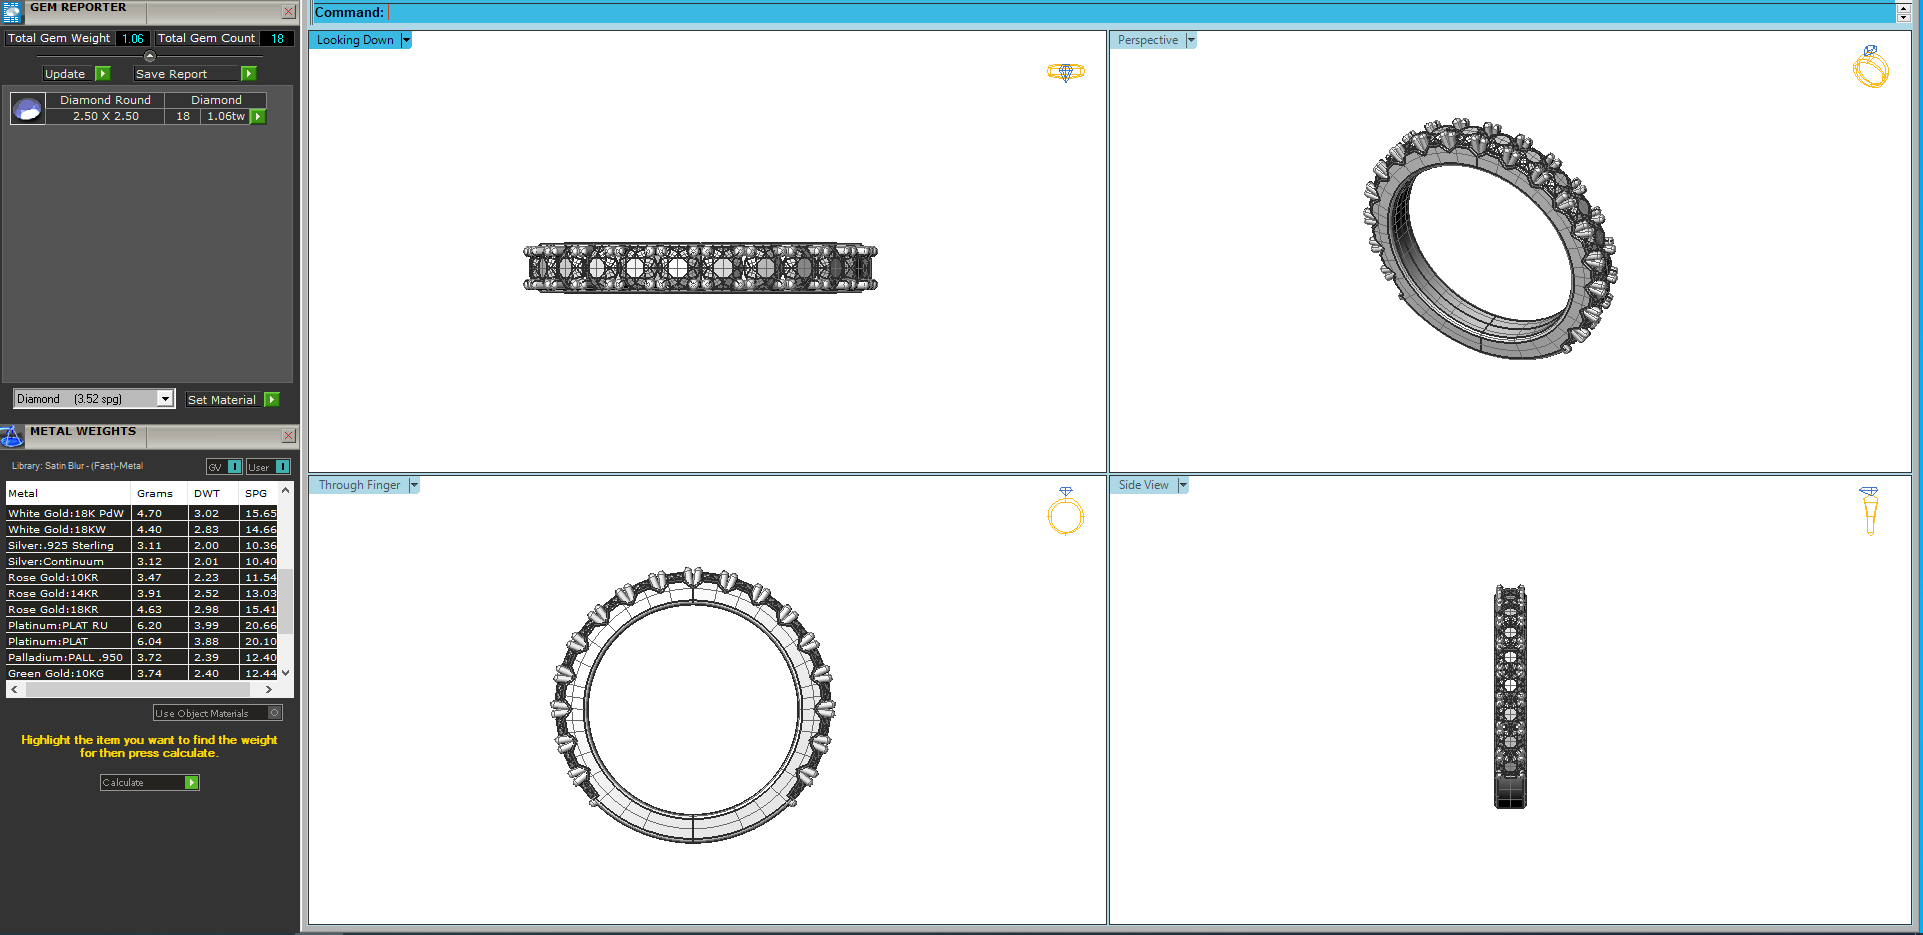 GEM REPORTER
Total Gem Weight 1.06 Total Gem Count 18
Update Save Report
Diamond Round Diamond
2.50 X 2.50 18 1.06tw
Diamond (3.52 spg) Set Material
METAL WEIGHTS
Library: Satin Blur - (Fast)-Metal GV User
Metal Grams DWT SPG
White Gold:18K PdW 4.70 3.02 15.65
White Gold:18KW 4.40 2.83 14.66
Silver:.925 Sterling 3.11 2.00 10.36
Silver:Continuum 3.12 2.01 10.40
Rose Gold:10KR 3.47 2.23 11.54
Rose Gold:14KR 3.91 2.52 13.03
Rose Gold:18KR 4.63 2.98 15.41
Platinum:PLAT RU 6.20 3.99 20.66
Platinum:PLAT 6.04 3.88 20.10
Palladium:PALL .950 3.72 2.39 12.40
Green Gold:10KG 3.74 2.40 12.44
Use Object Materials
Highlight the item you want to find the weight
for then press calculate.
Calculate
Command:
Looking Down
Perspective
Through Finger
Side View